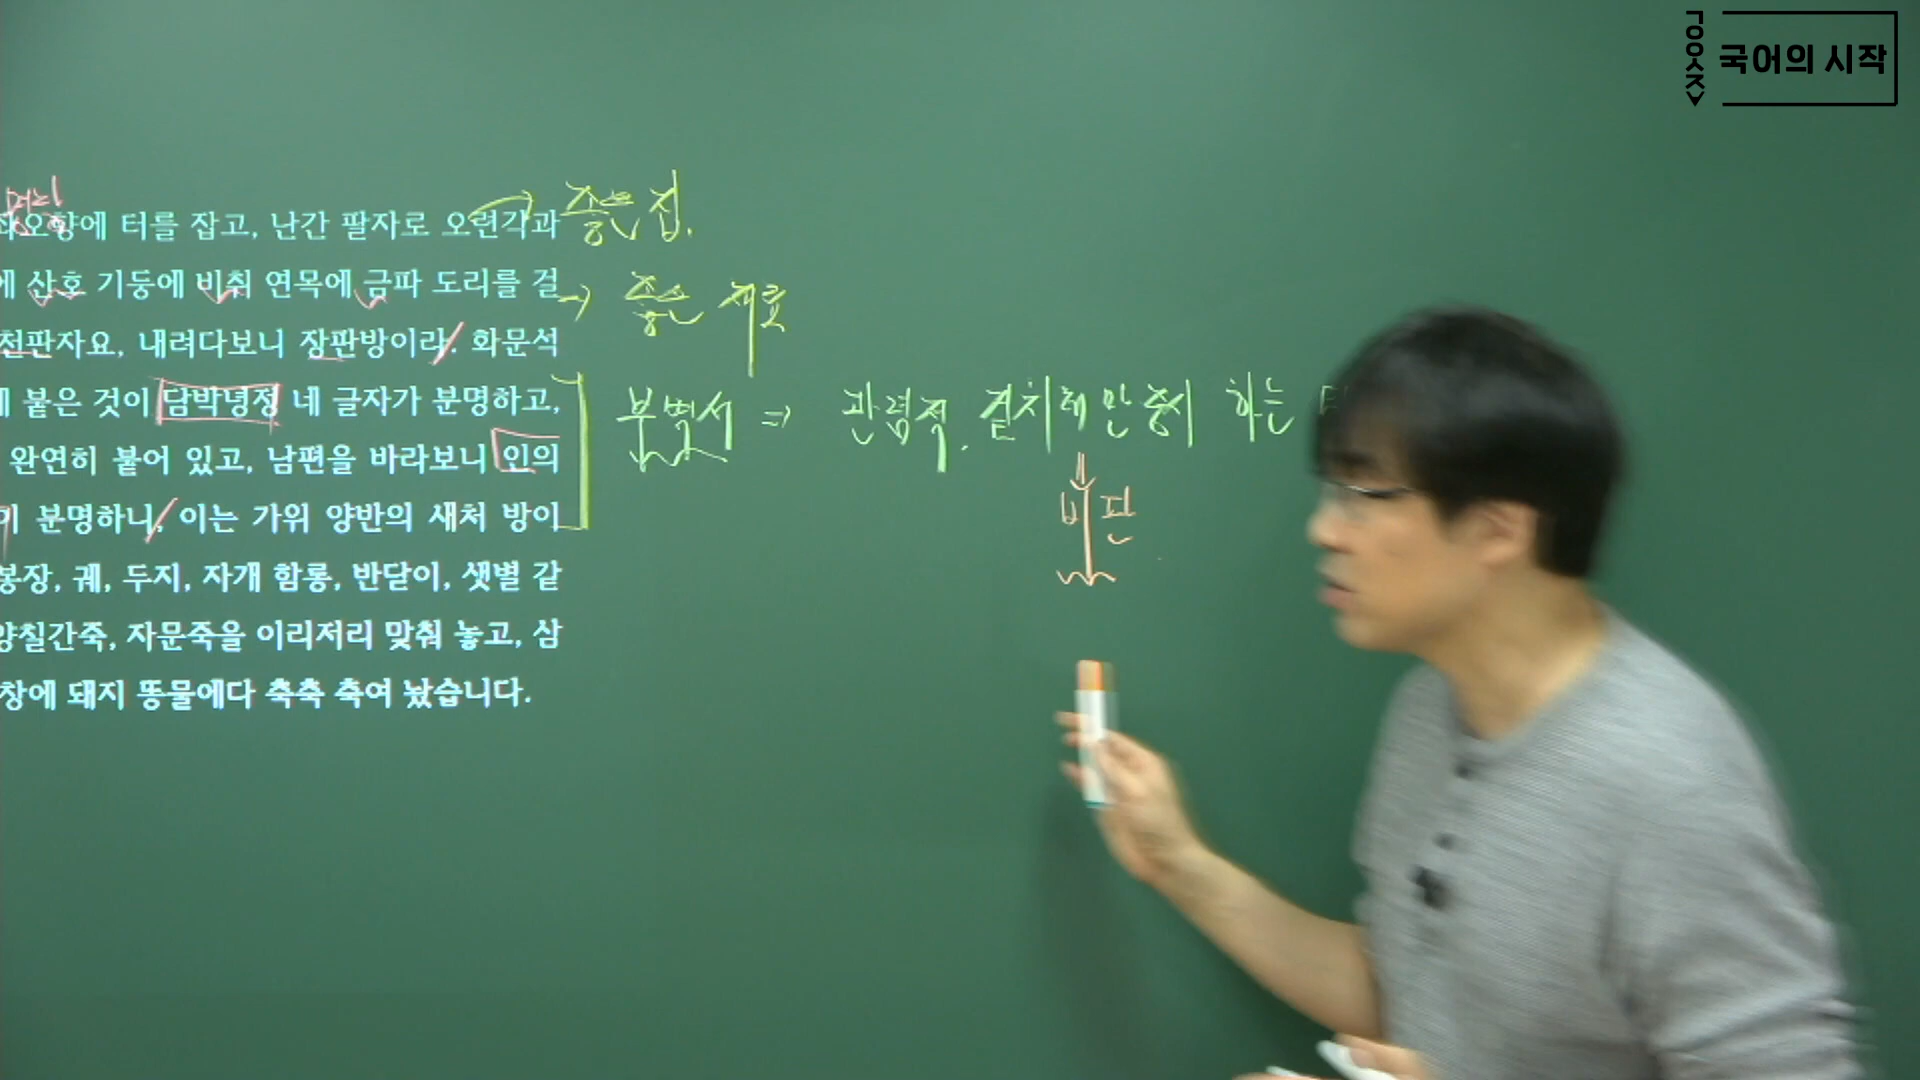 국어의 시작
명당
좌오향에 터를 잡고, 난간 팔자로 오련각과
→ 좋은 집.
에 산호 기둥에 비취 연목에 금파 도리를 걸
→ 좋은 재료
천판자요, 내려다보니 장판방이라. 화문석
붙은 것이 담박녕정 네 글자가 분명하고,
부벽서 ⇒ 관념적, 겉치레만 중시 하는
완연히 붙어 있고, 남편을 바라보니 인의
비판
분명하니, 이는 가위 양반의 새처 방이
봉장, 궤, 두지, 자개 함롱, 반닫이, 샛별 같
양칠간죽, 자문죽을 이리저리 맞춰 놓고, 삼
창에 돼지 똥물에다 축축 축여 놨습니다.